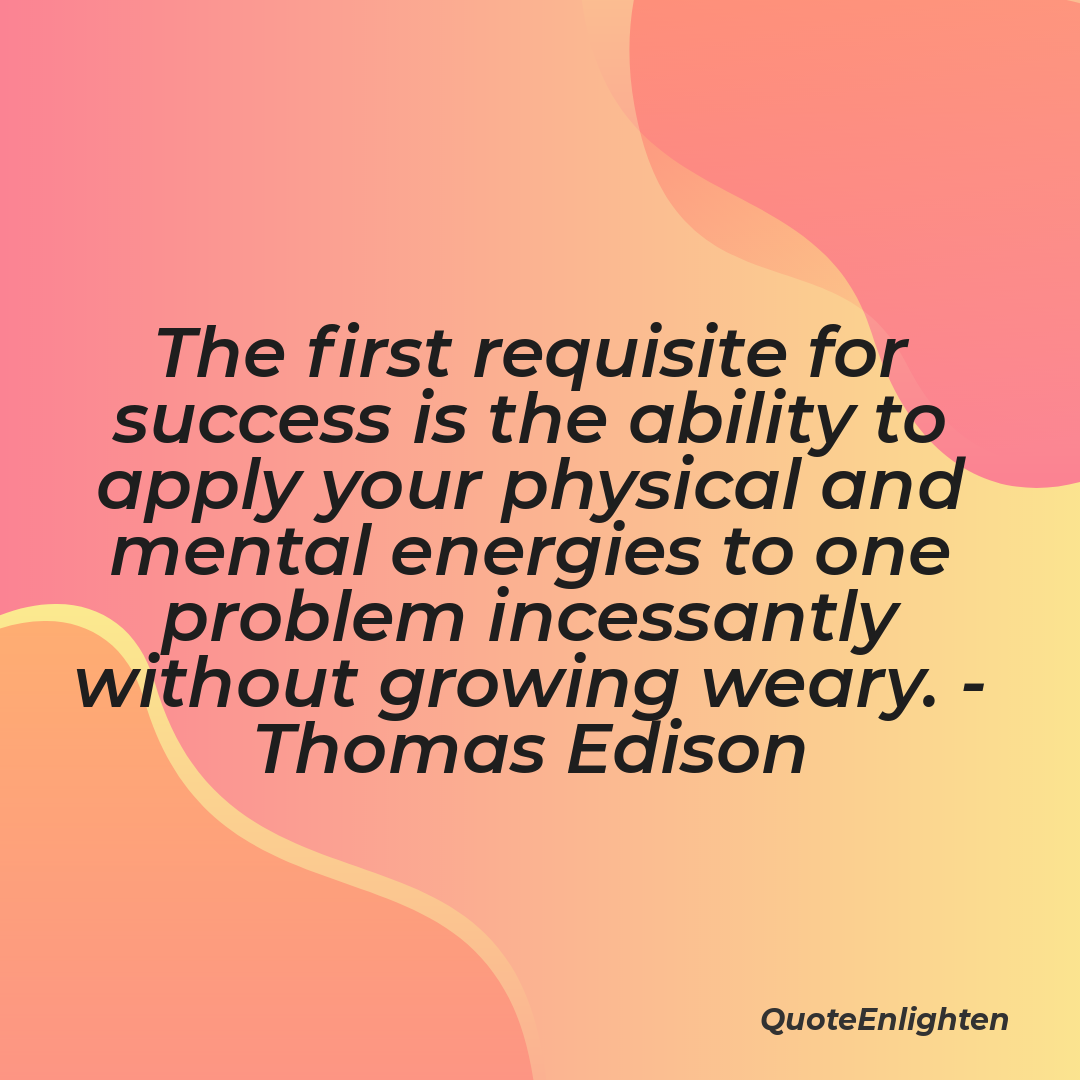 The first requisite for
success is the ability to
apply your physical and
mental energies to one
problem incessantly
without growing weary. -
Thomas Edison
QuoteEnlighten